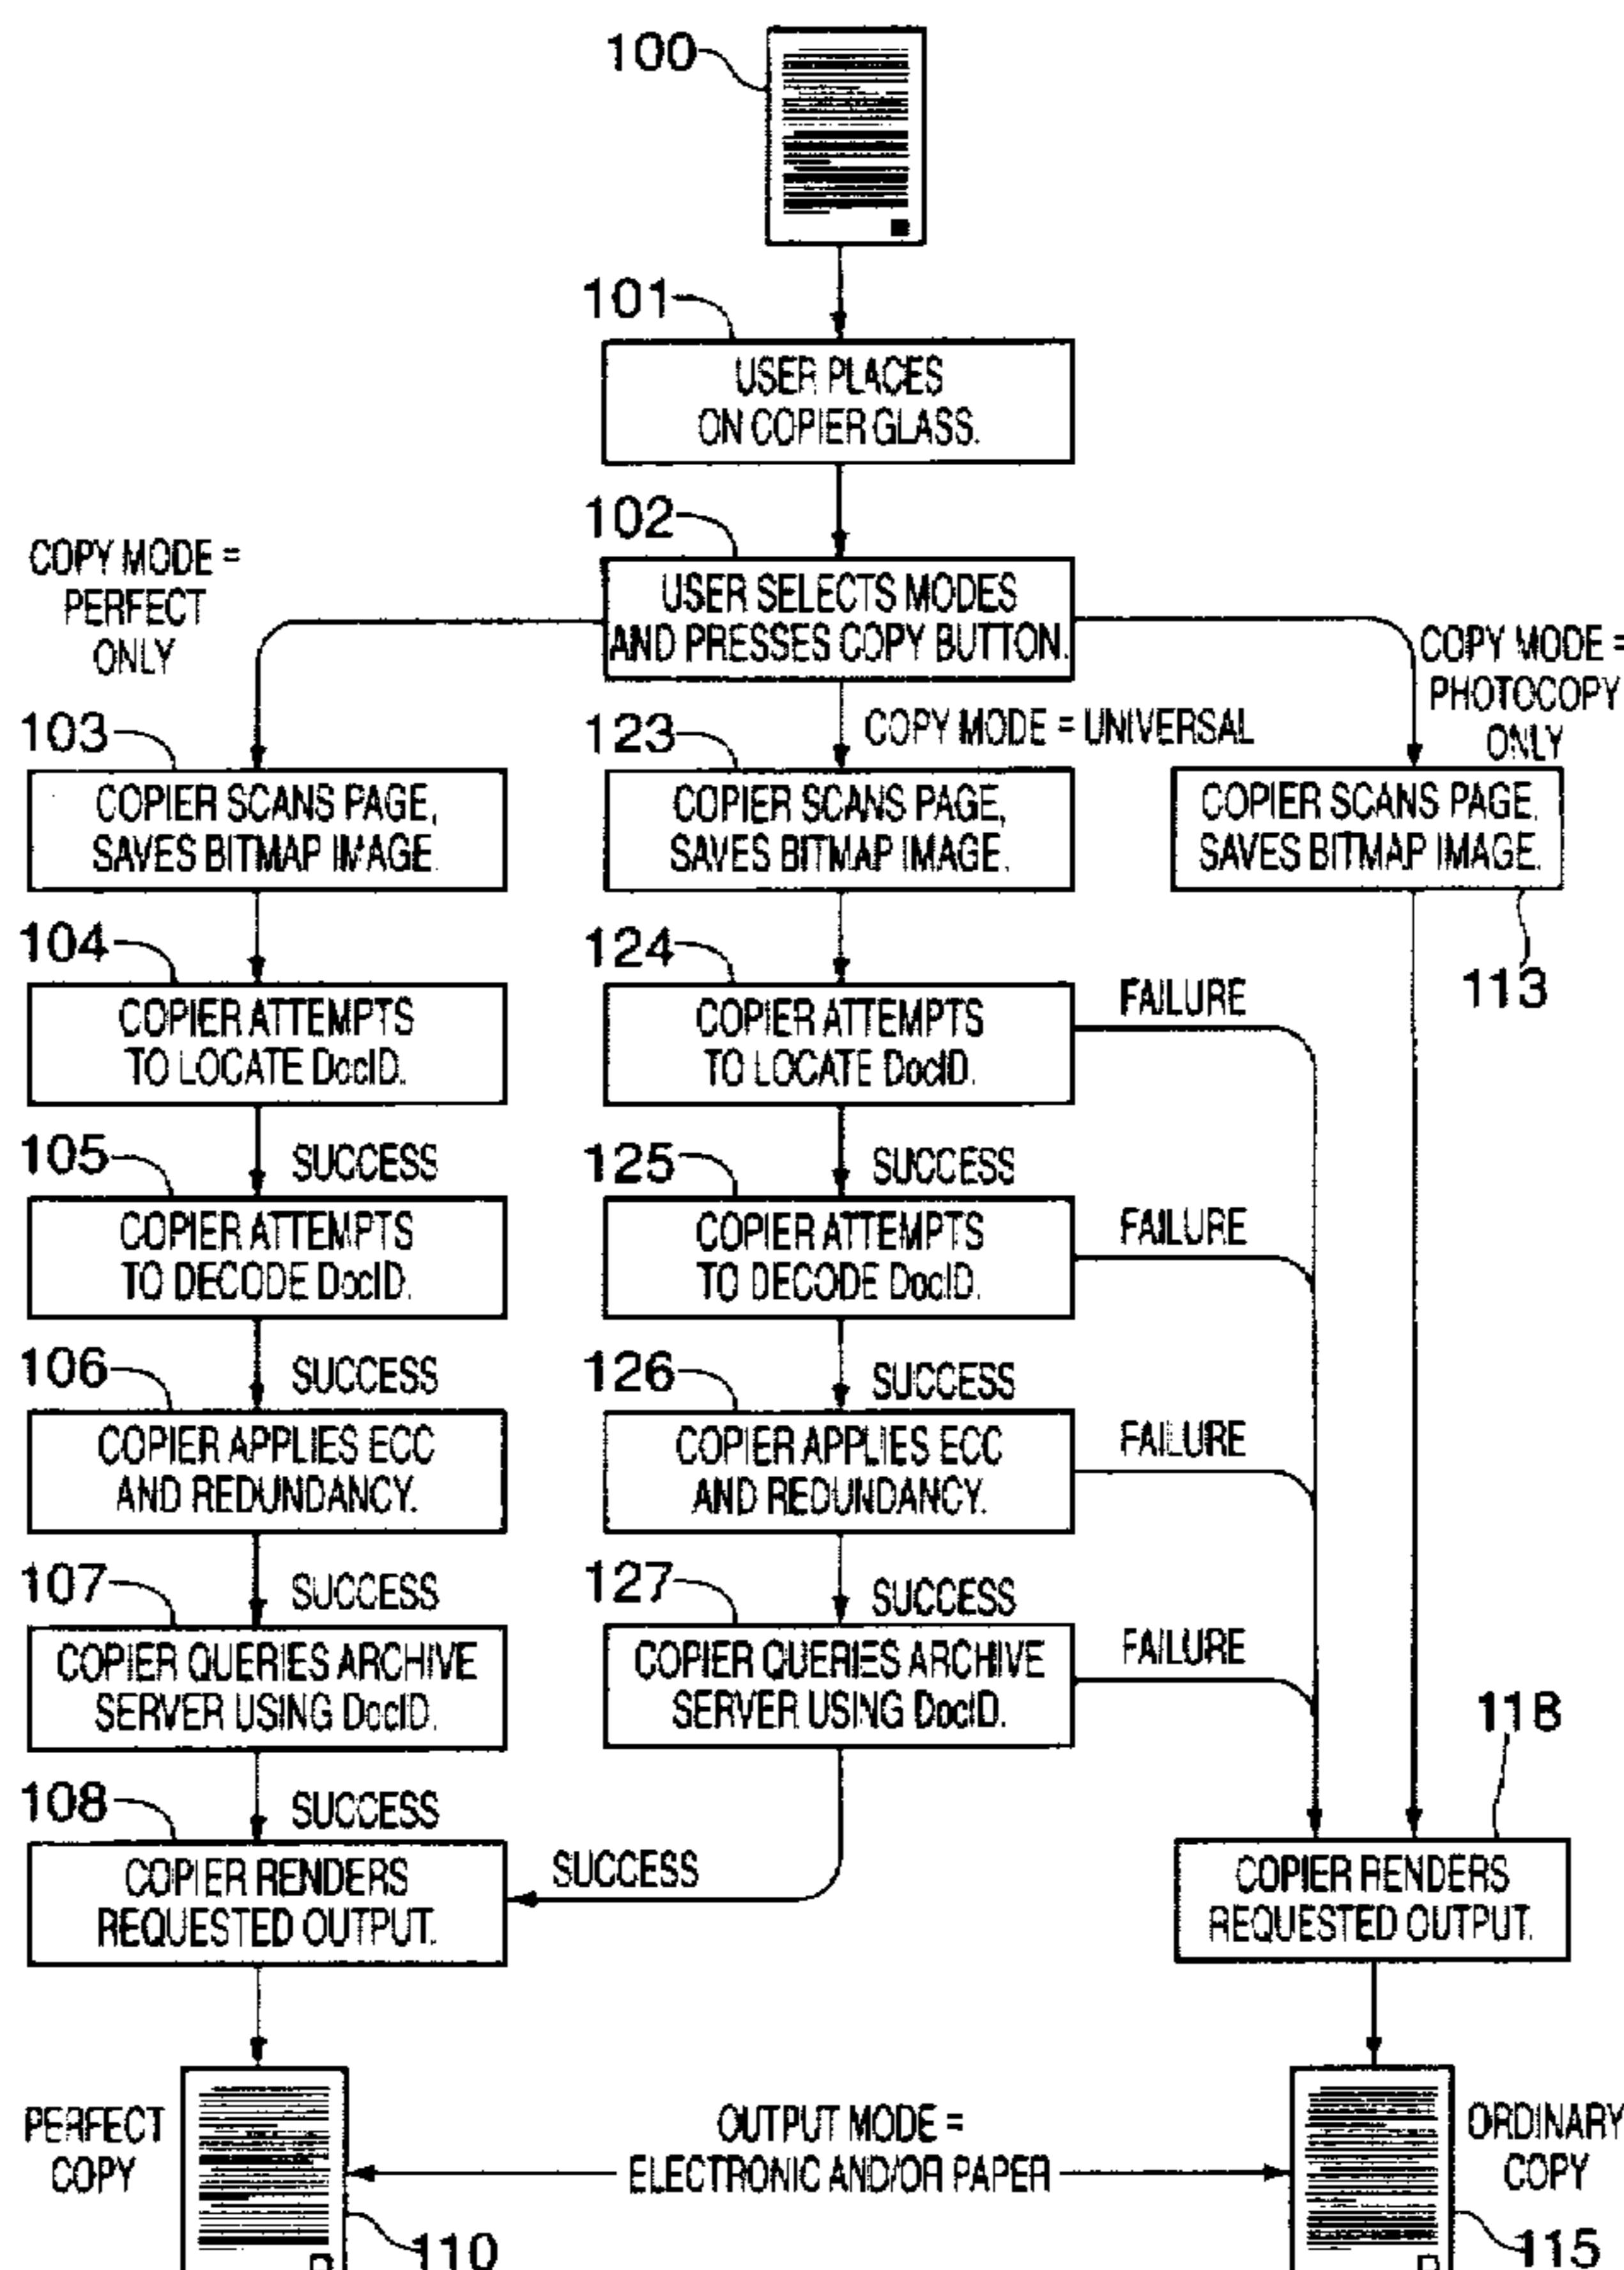 100
101
USER PLACES
ON COPIER GLASS.
102
USER SELECTS MODES
AND PRESSES COPY BUTTON.
COPY MODE =
PERFECT
ONLY
COPY MODE = UNIVERSAL
COPY MODE =
PHOTOCOPY
ONLY
103
COPIER SCANS PAGE,
SAVES BITMAP IMAGE.
123
COPIER SCANS PAGE,
SAVES BITMAP IMAGE.
COPIER SCANS PAGE,
SAVES BITMAP IMAGE.
113
104
COPIER ATTEMPTS
TO LOCATE DocID.
124
COPIER ATTEMPTS
TO LOCATE DocID.
FAILURE
SUCCESS
SUCCESS
105
COPIER ATTEMPTS
TO DECODE DocID.
125
COPIER ATTEMPTS
TO DECODE DocID.
FAILURE
SUCCESS
SUCCESS
106
COPIER APPLIES ECC
AND REDUNDANCY.
126
COPIER APPLIES ECC
AND REDUNDANCY.
FAILURE
SUCCESS
SUCCESS
107
COPIER QUERIES ARCHIVE
SERVER USING DocID.
127
COPIER QUERIES ARCHIVE
SERVER USING DocID.
FAILURE
SUCCESS
SUCCESS
108
COPIER RENDERS
REQUESTED OUTPUT.
118
COPIER RENDERS
REQUESTED OUTPUT.
PERFECT
COPY
110
OUTPUT MODE =
ELECTRONIC AND/OR PAPER
ORDINARY
COPY
115